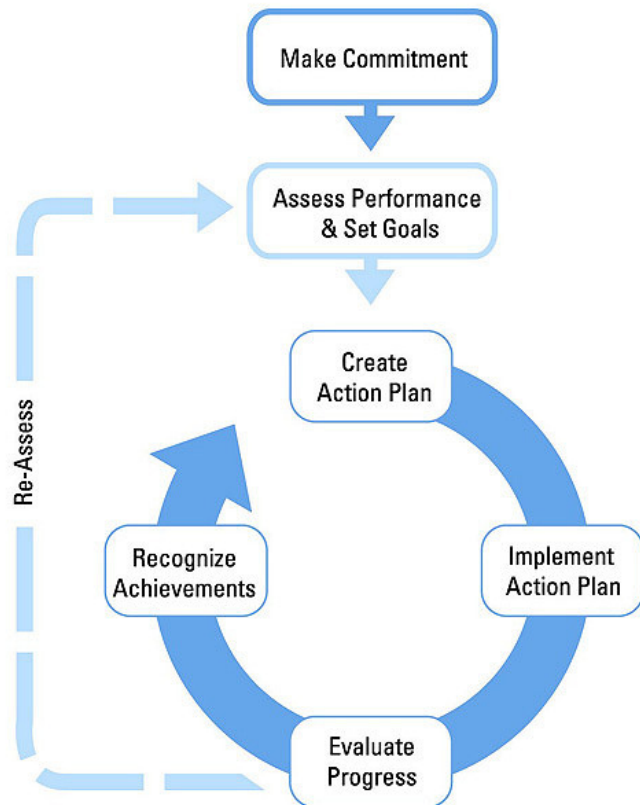 Make Commitment
Assess Performance
& Set Goals
Create
Action Plan
Re-Assess
Recognize
Achievements
Implement
Action Plan
Evaluate
Progress